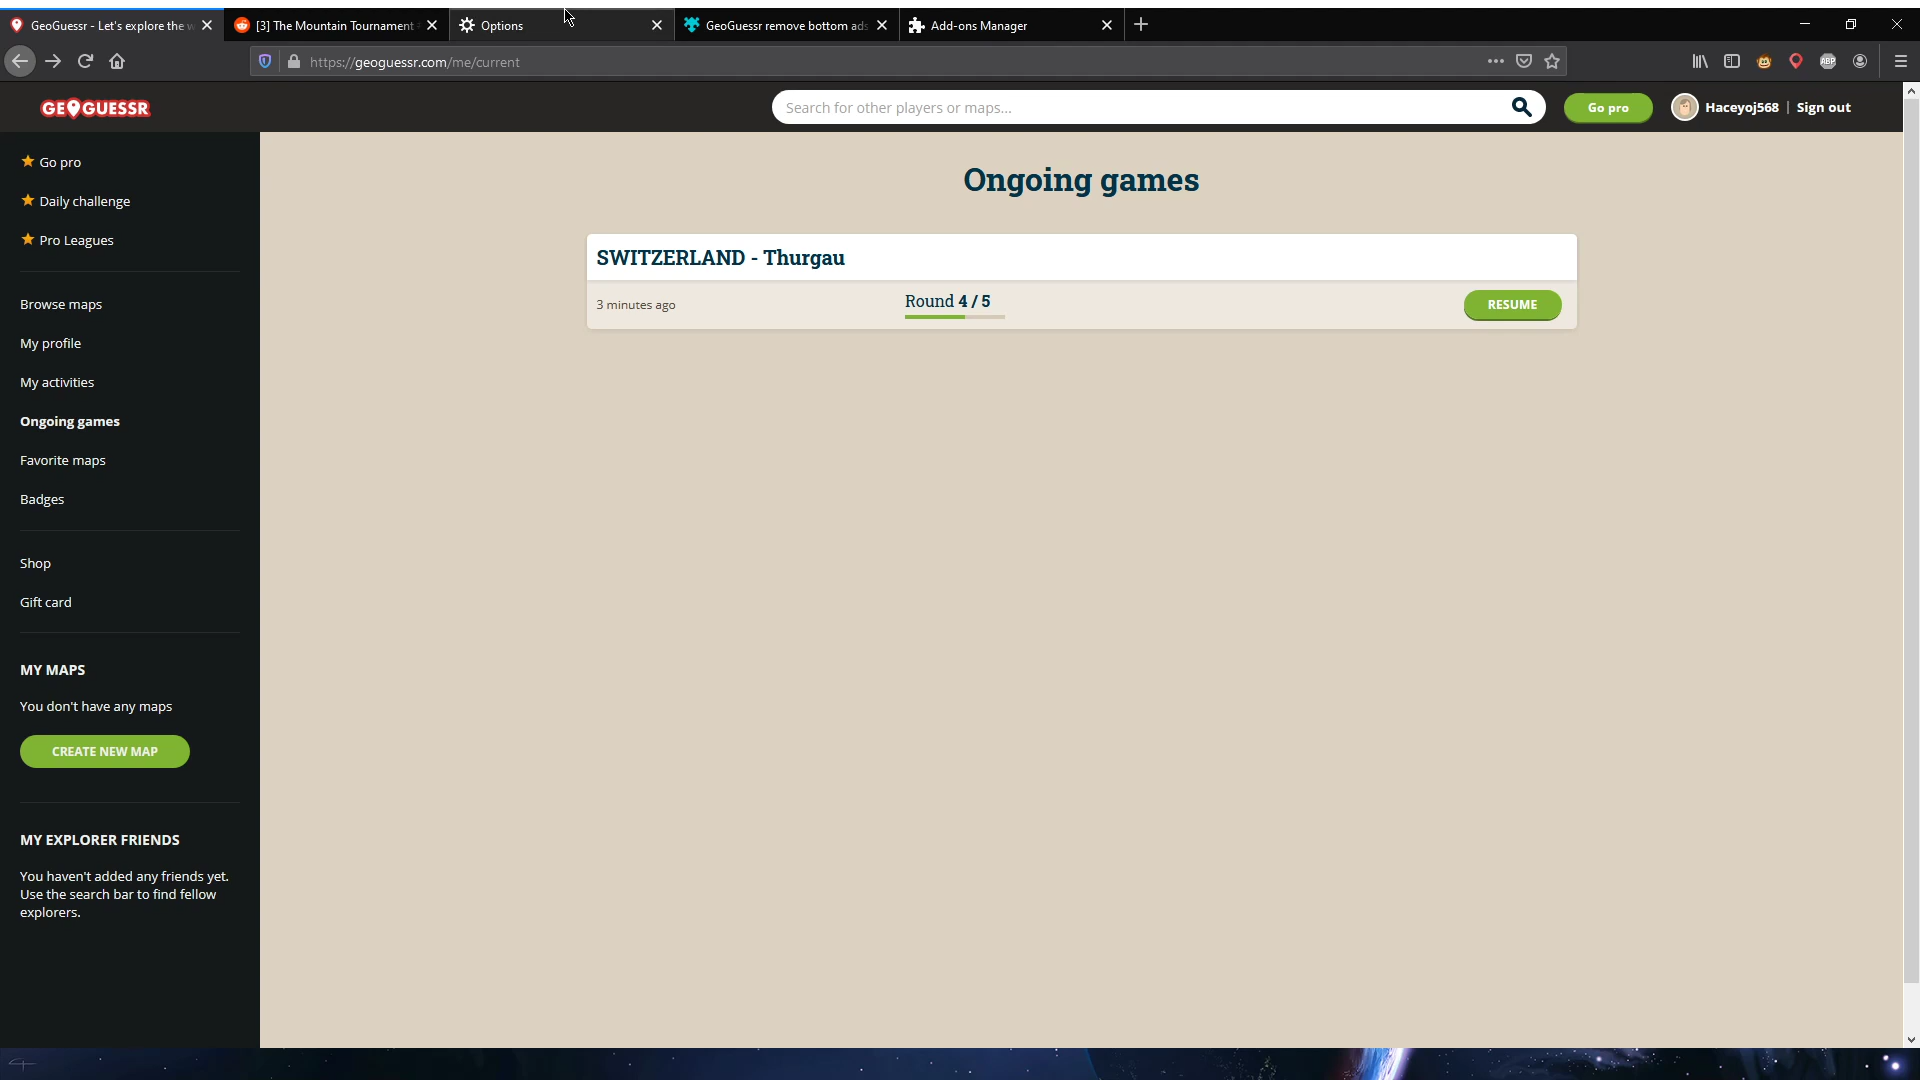 GeoGuessr - Let's explore the w
[3] The Mountain Tournament
Options
GeoGuessr remove bottom ads
Add-ons Manager
https://geoguessr.com/me/current
ABP
GEOGUESSR
Search for other players or maps...
Go pro
Haceyoj568 | Sign out
Go pro
Daily challenge
Pro Leagues
Browse maps
My profile
My activities
Ongoing games
Favorite maps
Badges
Shop
Gift card
MY MAPS
You don't have any maps
CREATE NEW MAP
MY EXPLORER FRIENDS
You haven't added any friends yet.
Use the search bar to find fellow
explorers.
Ongoing games
SWITZERLAND - Thurgau
3 minutes ago
Round 4 / 5
RESUME